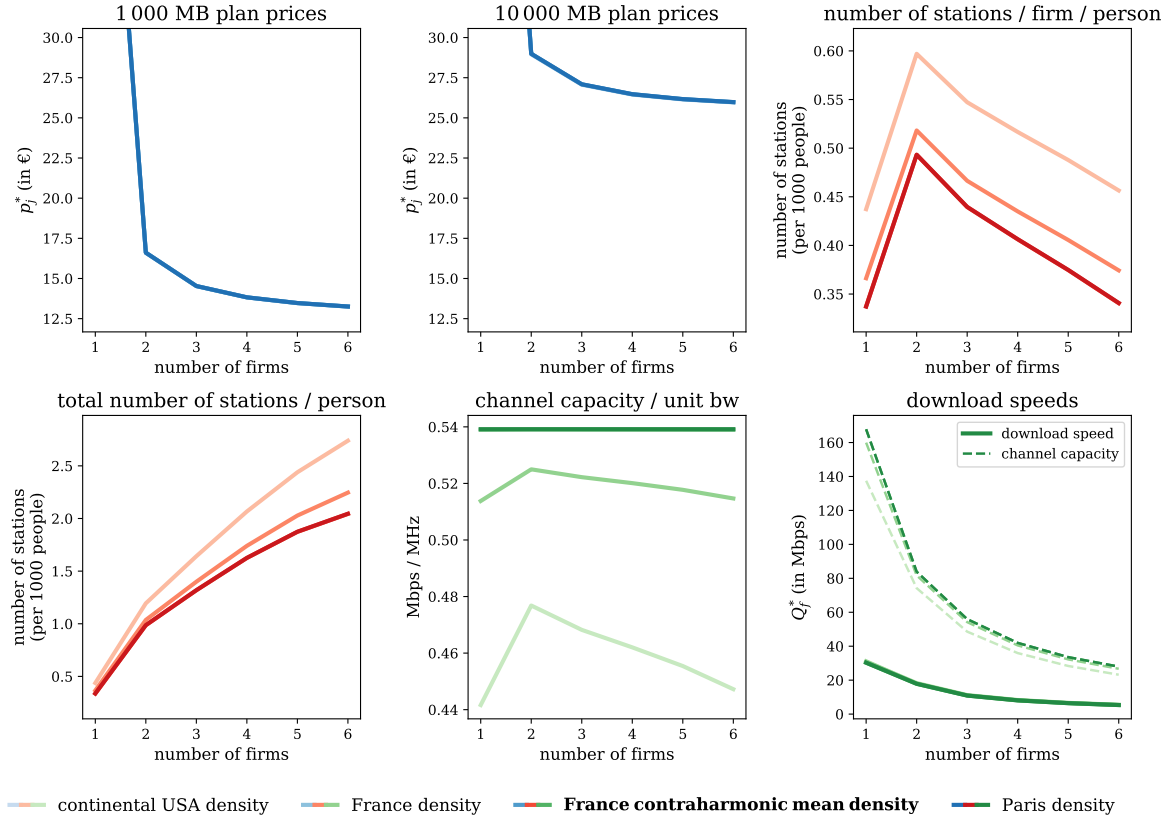 1 000 MB plan prices
30.0
27.5
25.0
22.5
20.0
17.5
15.0
12.5
p*j (in €)
1 2 3 4 5 6
number of firms
10 000 MB plan prices
30.0
27.5
25.0
22.5
20.0
17.5
15.0
12.5
p*j (in €)
1 2 3 4 5 6
number of firms
number of stations / firm / person
0.60
0.55
0.50
0.45
0.40
0.35
number of stations
(per 1000 people)
1 2 3 4 5 6
number of firms
total number of stations / person
2.5
2.0
1.5
1.0
0.5
number of stations
(per 1000 people)
1 2 3 4 5 6
number of firms
channel capacity / unit bw
0.54
0.52
0.50
0.48
0.46
0.44
Mbps / MHz
1 2 3 4 5 6
number of firms
download speeds
160
140
120
100
80
60
40
20
0
Q*f (in Mbps)
download speed
channel capacity
1 2 3 4 5 6
number of firms
continental USA density
France density
France contraharmonic mean density
Paris density